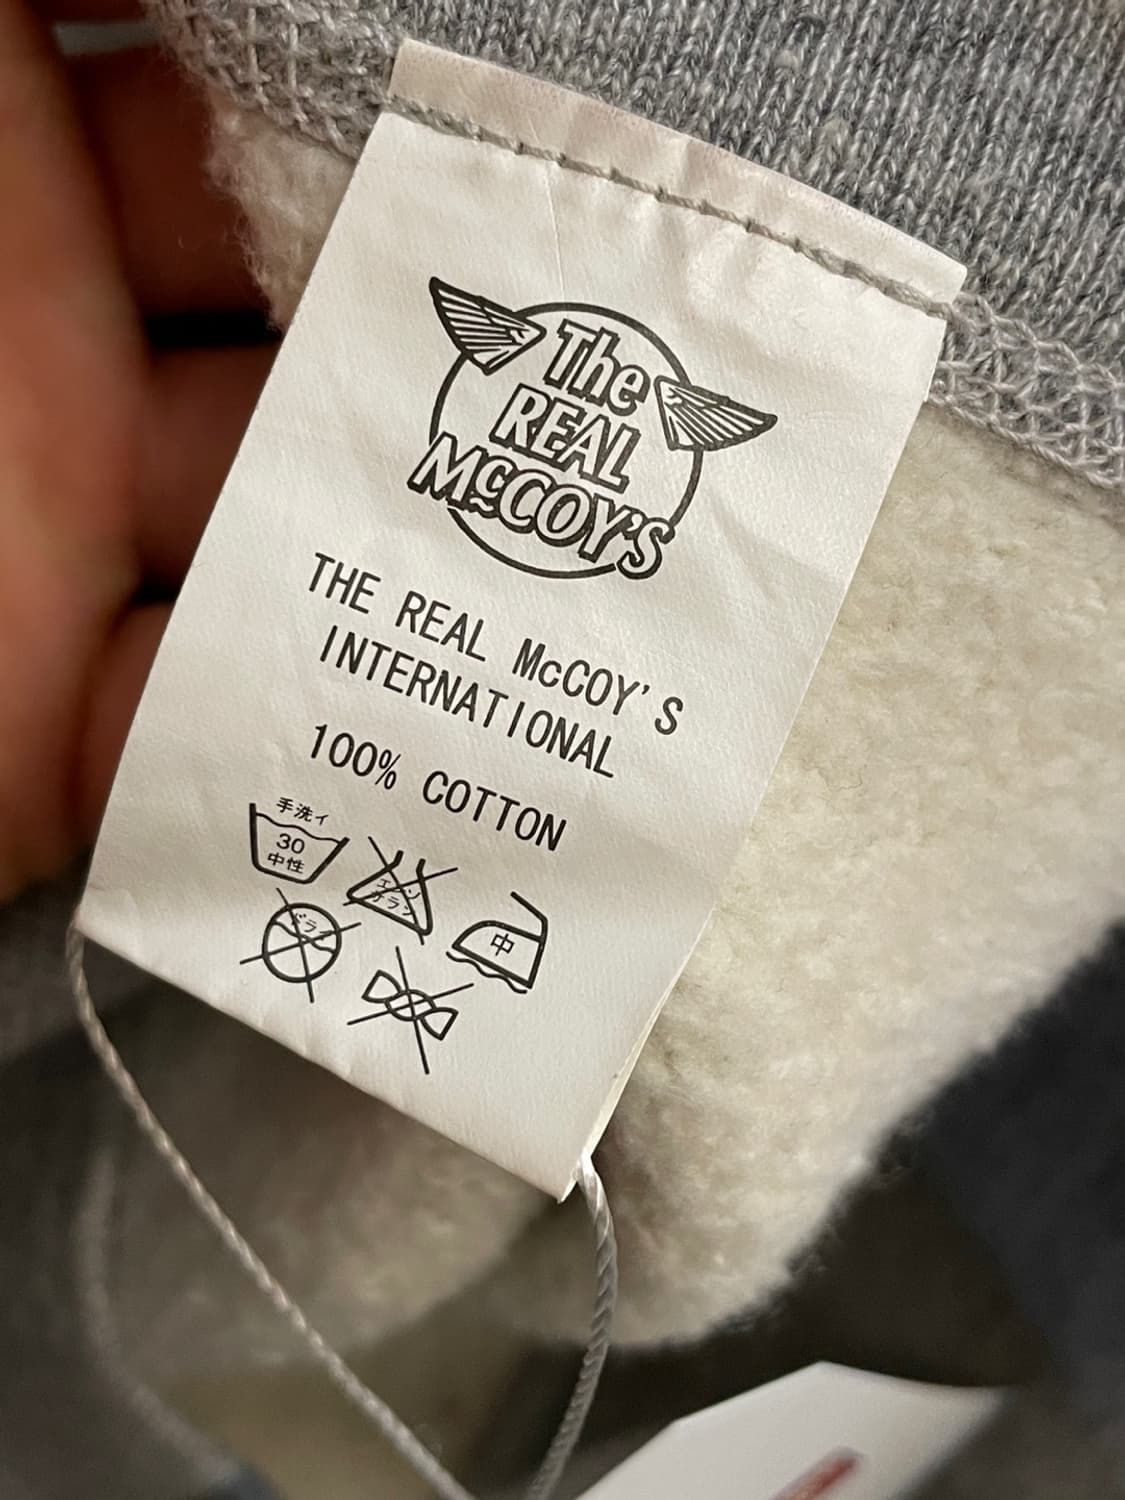 The
REAL
McCOY'S
THE REAL McCOY'S
INTERNATIONAL
100% COTTON
手洗イ
30
中性
エンソ
サラシ
ドライ
中